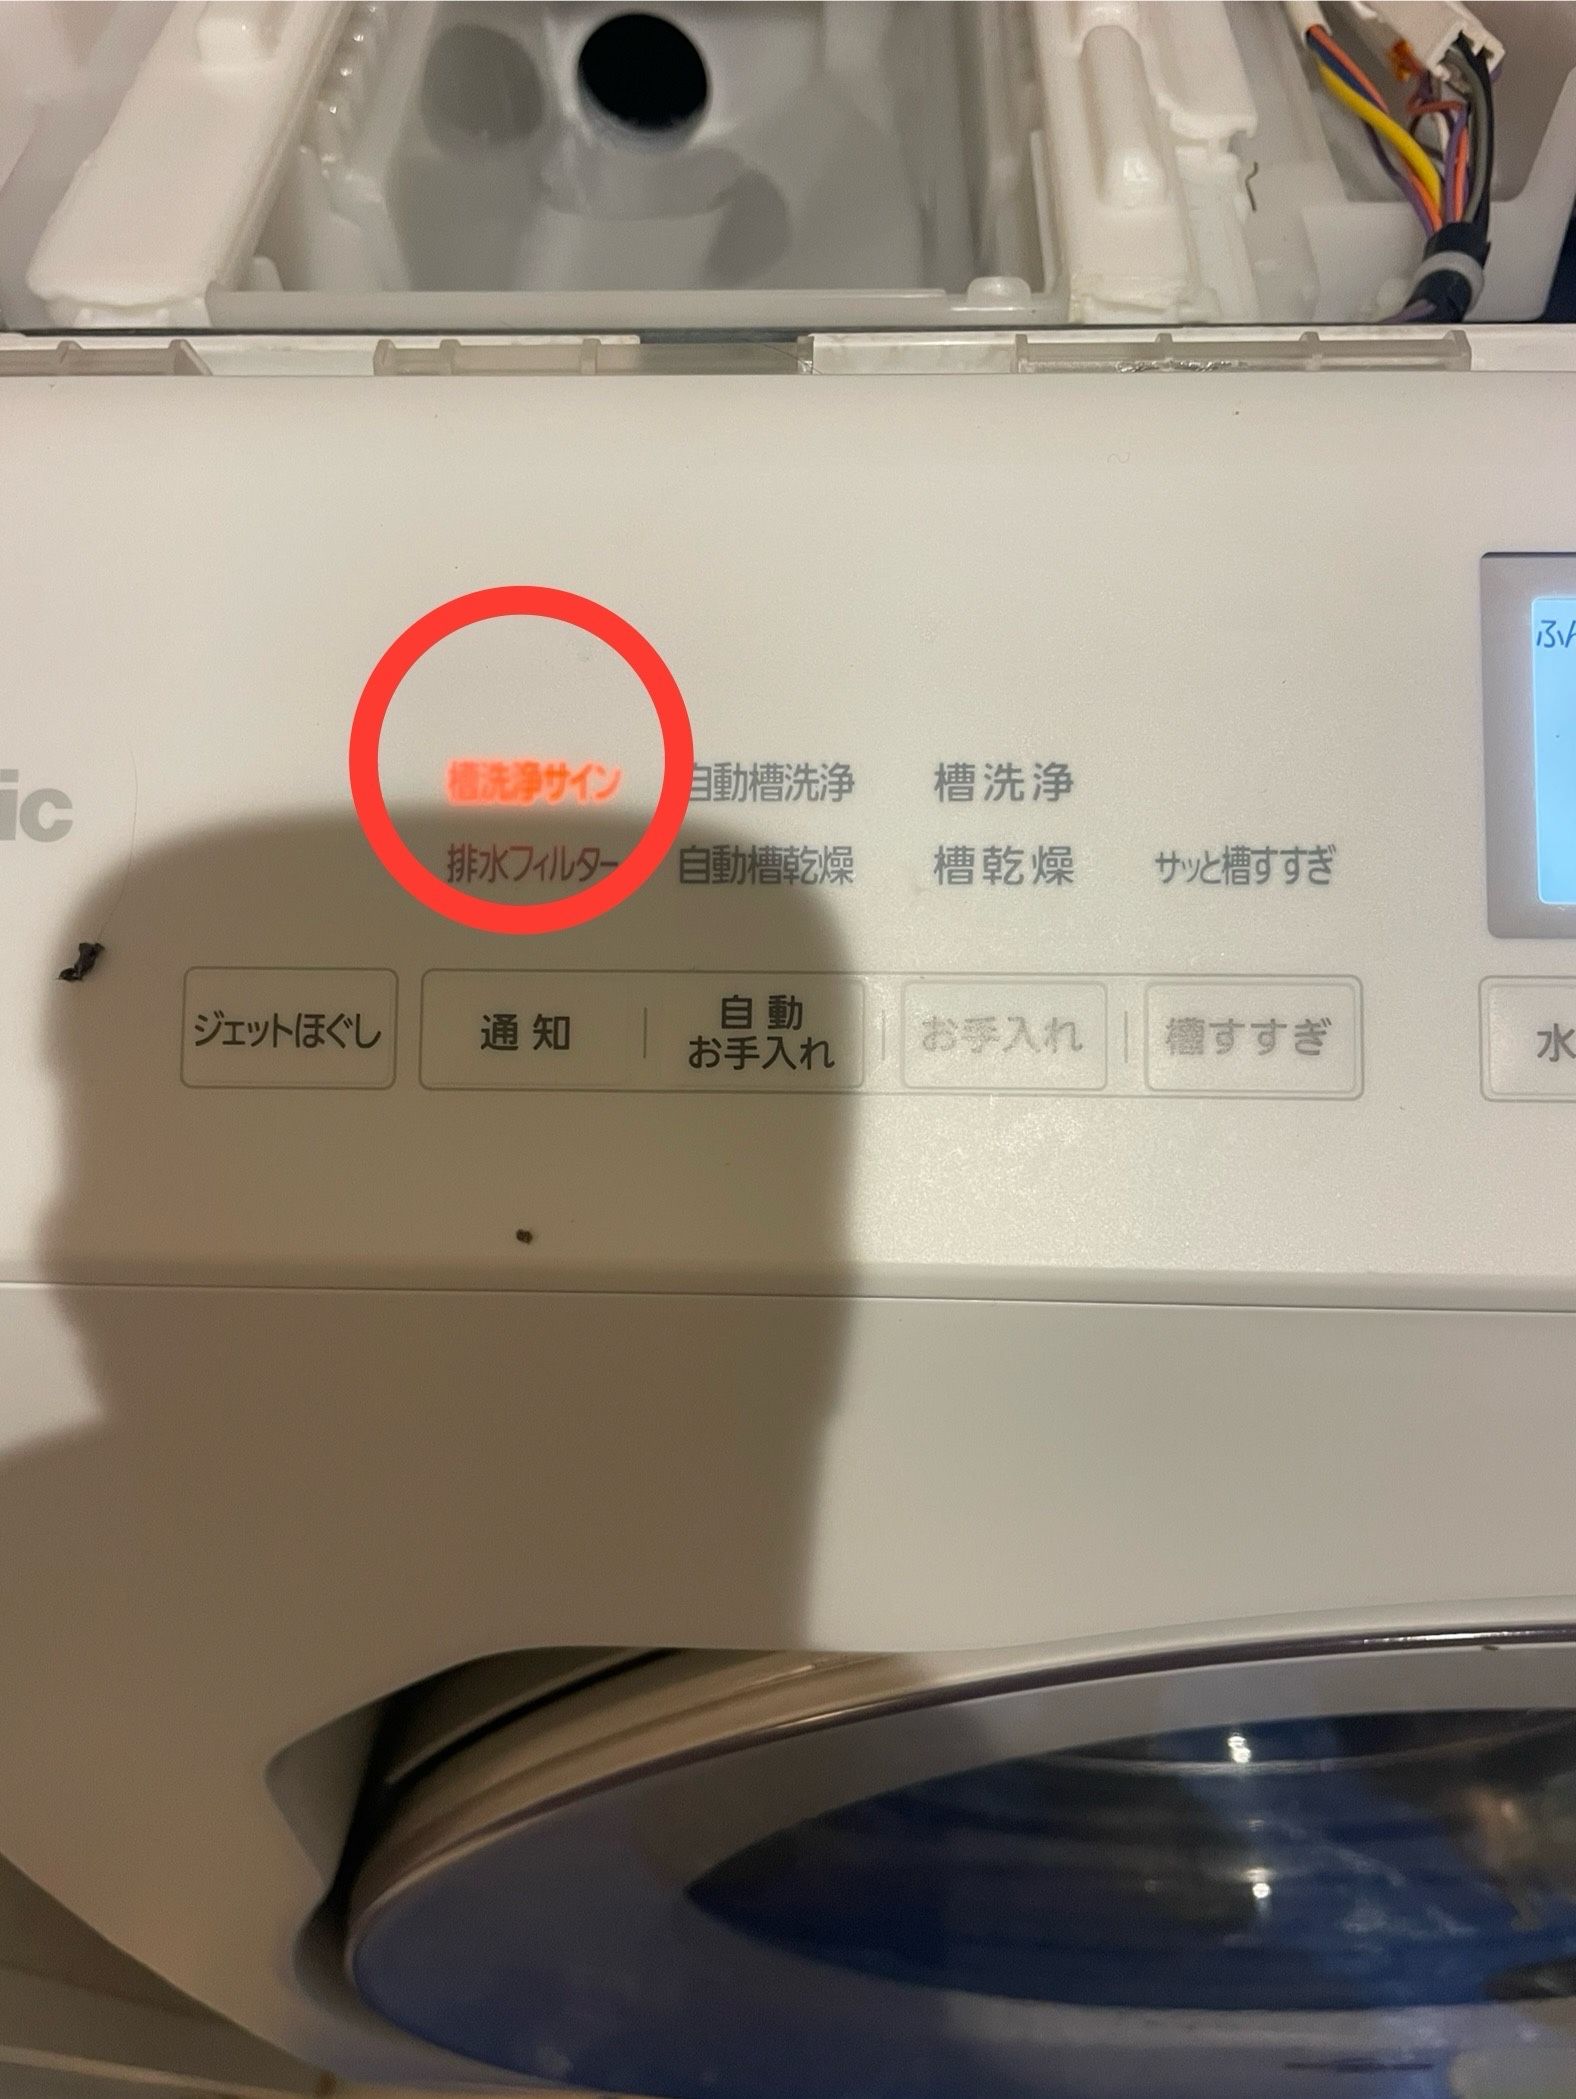 ic
槽洗浄サイン 自動槽洗浄 槽洗浄
排水フィルター 自動槽乾燥 槽乾燥 サッと槽すすぎ
ジェットほぐし 通知 自動お手入れ お手入れ 槽すすぎ 水